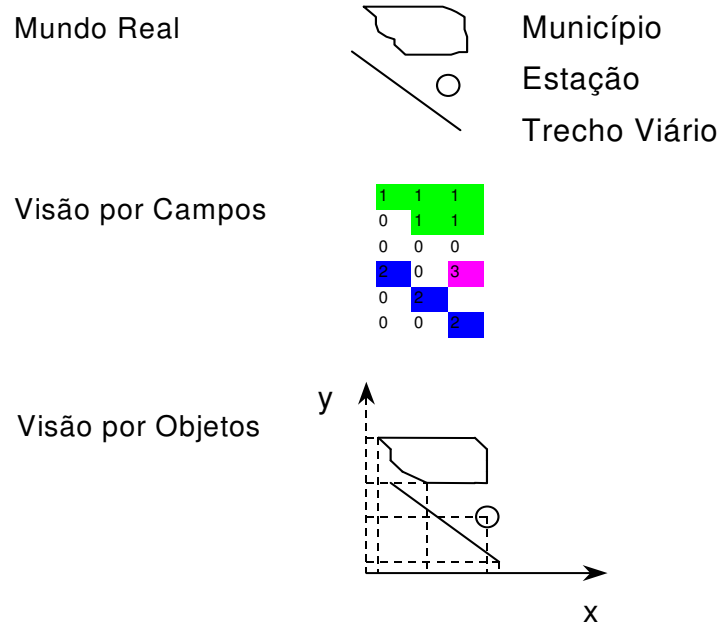 Mundo Real
Município
Estação
Trecho Viário
Visão por Campos
1 1 1
0 1 1
0 0 0
2 0 3
0 2
0 0 2
Visão por Objetos
y
x